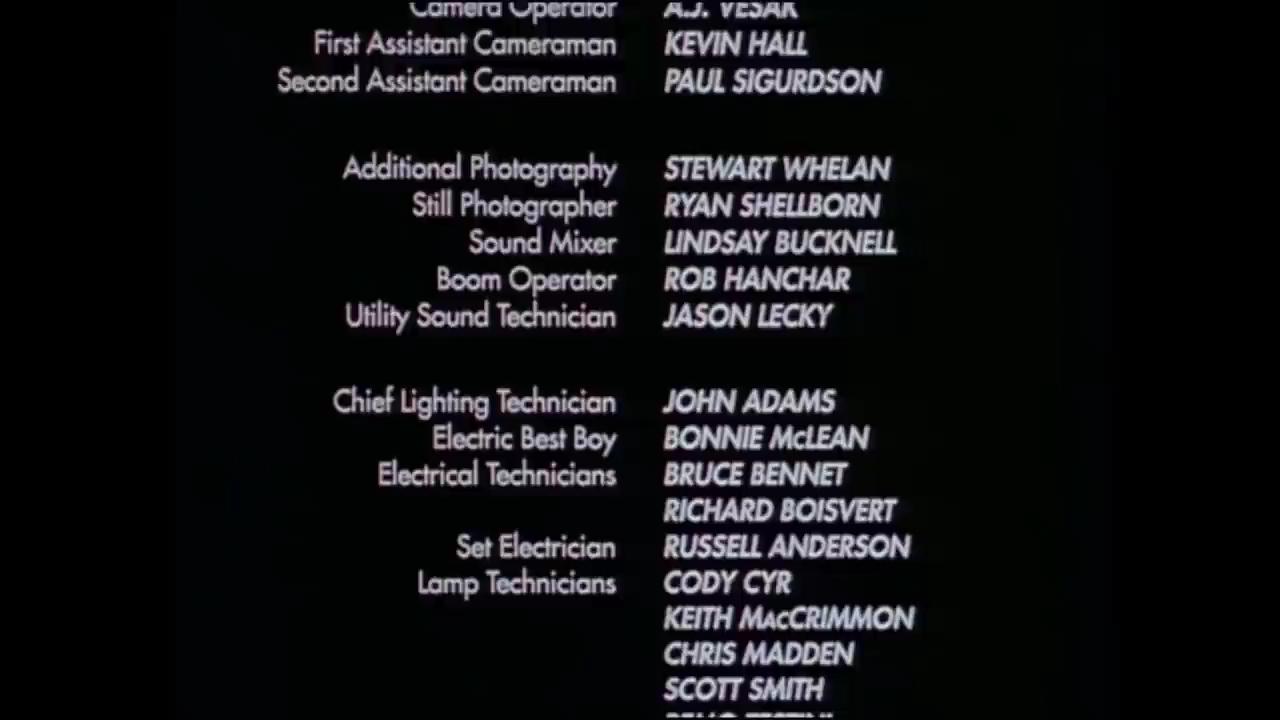 Camera Operator A.J. VESAK
First Assistant Cameraman KEVIN HALL
Second Assistant Cameraman PAUL SIGURDSON
Additional Photography STEWART WHELAN
Still Photographer RYAN SHELLBORN
Sound Mixer LINDSAY BUCKNELL
Boom Operator ROB HANCHAR
Utility Sound Technician JASON LECKY
Chief Lighting Technician JOHN ADAMS
Electric Best Boy BONNIE McLEAN
Electrical Technicians BRUCE BENNET
RICHARD BOISVERT
Set Electrician RUSSELL ANDERSON
Lamp Technicians CODY CYR
KEITH MacCRIMMON
CHRIS MADDEN
SCOTT SMITH